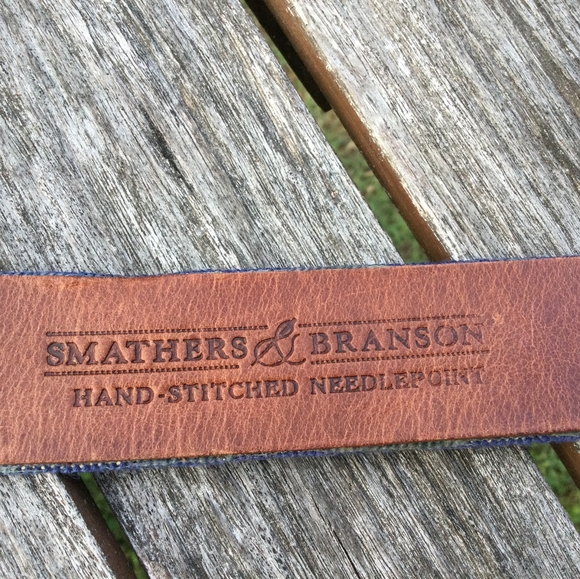 SMATHERS & BRANSON
HAND-STITCHED NEEDLEPOINT